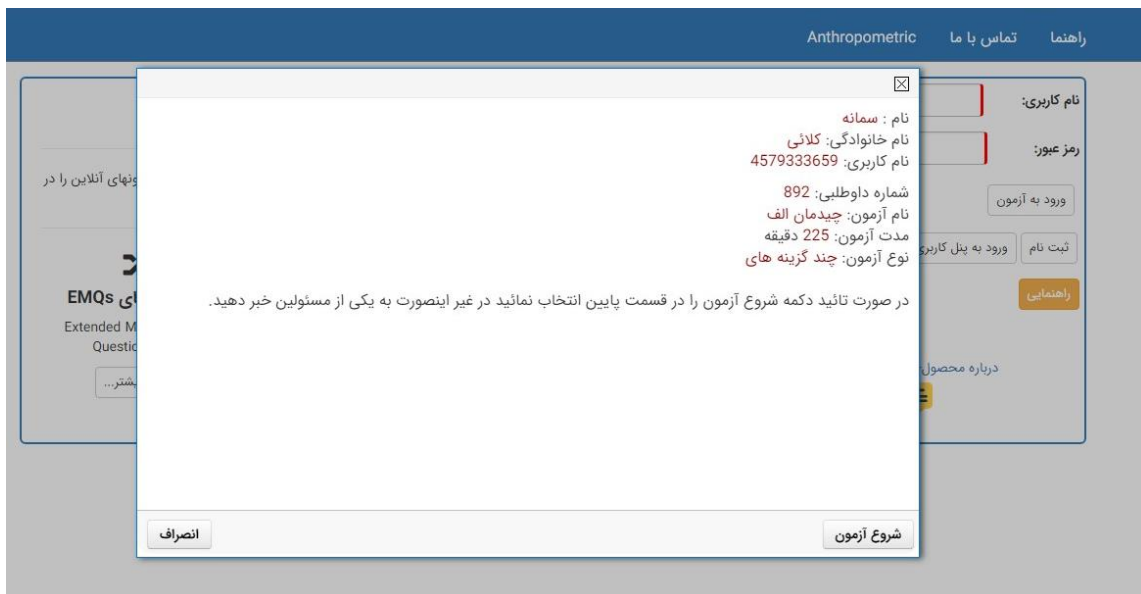 راهنما
تماس با ما
Anthropometric
نام کاربری:
رمز عبور:
ورود به آزمون
ثبت نام
ورود به پنل کاربری
راهنمایی
درباره محصول
نام : سمانه
نام خانوادگی: کلائی
نام کاربری: 4579333659
شماره داوطلبی: 892
نام آزمون: چیدمان الف
مدت آزمون: 225 دقیقه
نوع آزمون: چند گزینه های
در صورت تائید دکمه شروع آزمون را در قسمت پایین انتخاب نمائید در غیر اینصورت به یکی از مسئولین خبر دهید.
شروع آزمون
انصراف
آنلاین را در
EMQs
Extended